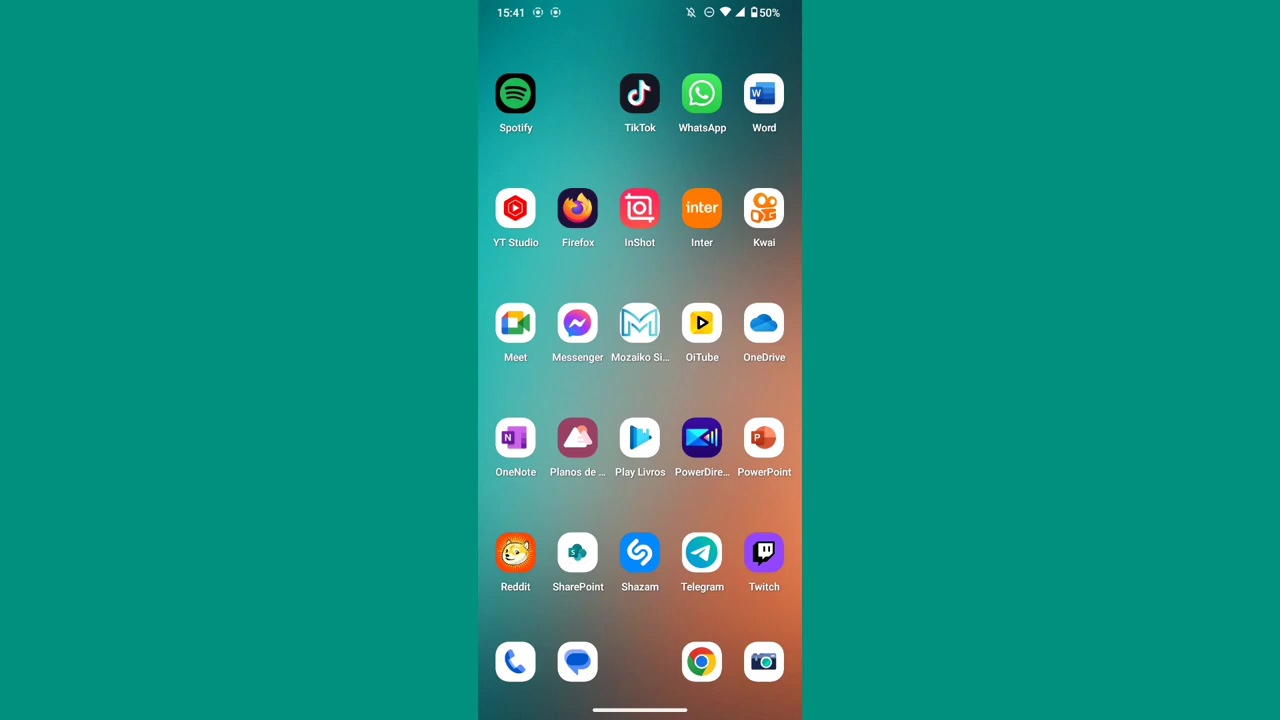 15:41 50%
Spotify TikTok WhatsApp Word
inter
YT Studio Firefox InShot Inter Kwai
Meet Messenger Mozaiko Si... OiTube OneDrive
N P
OneNote Planos de ... Play Livros PowerDire... PowerPoint
S
Reddit SharePoint Shazam Telegram Twitch